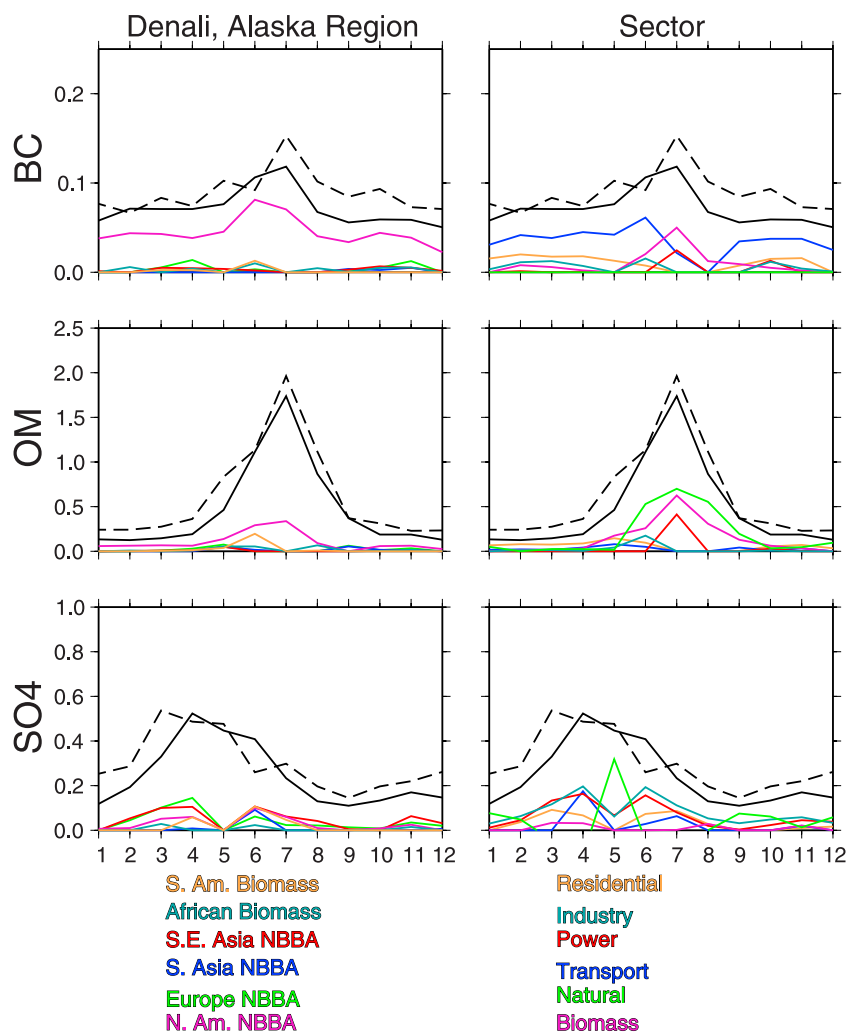 Denali, Alaska Region
Sector
BC
0.2
0.1
0.0
OM
2.5
2.0
1.5
1.0
0.5
0.0
SO4
1.0
0.8
0.6
0.4
0.2
0.0
1 2 3 4 5 6 7 8 9 10 11 12
1 2 3 4 5 6 7 8 9 10 11 12
S. Am. Biomass
African Biomass
S.E. Asia NBBA
S. Asia NBBA
Europe NBBA
N. Am. NBBA
Residential
Industry
Power
Transport
Natural
Biomass